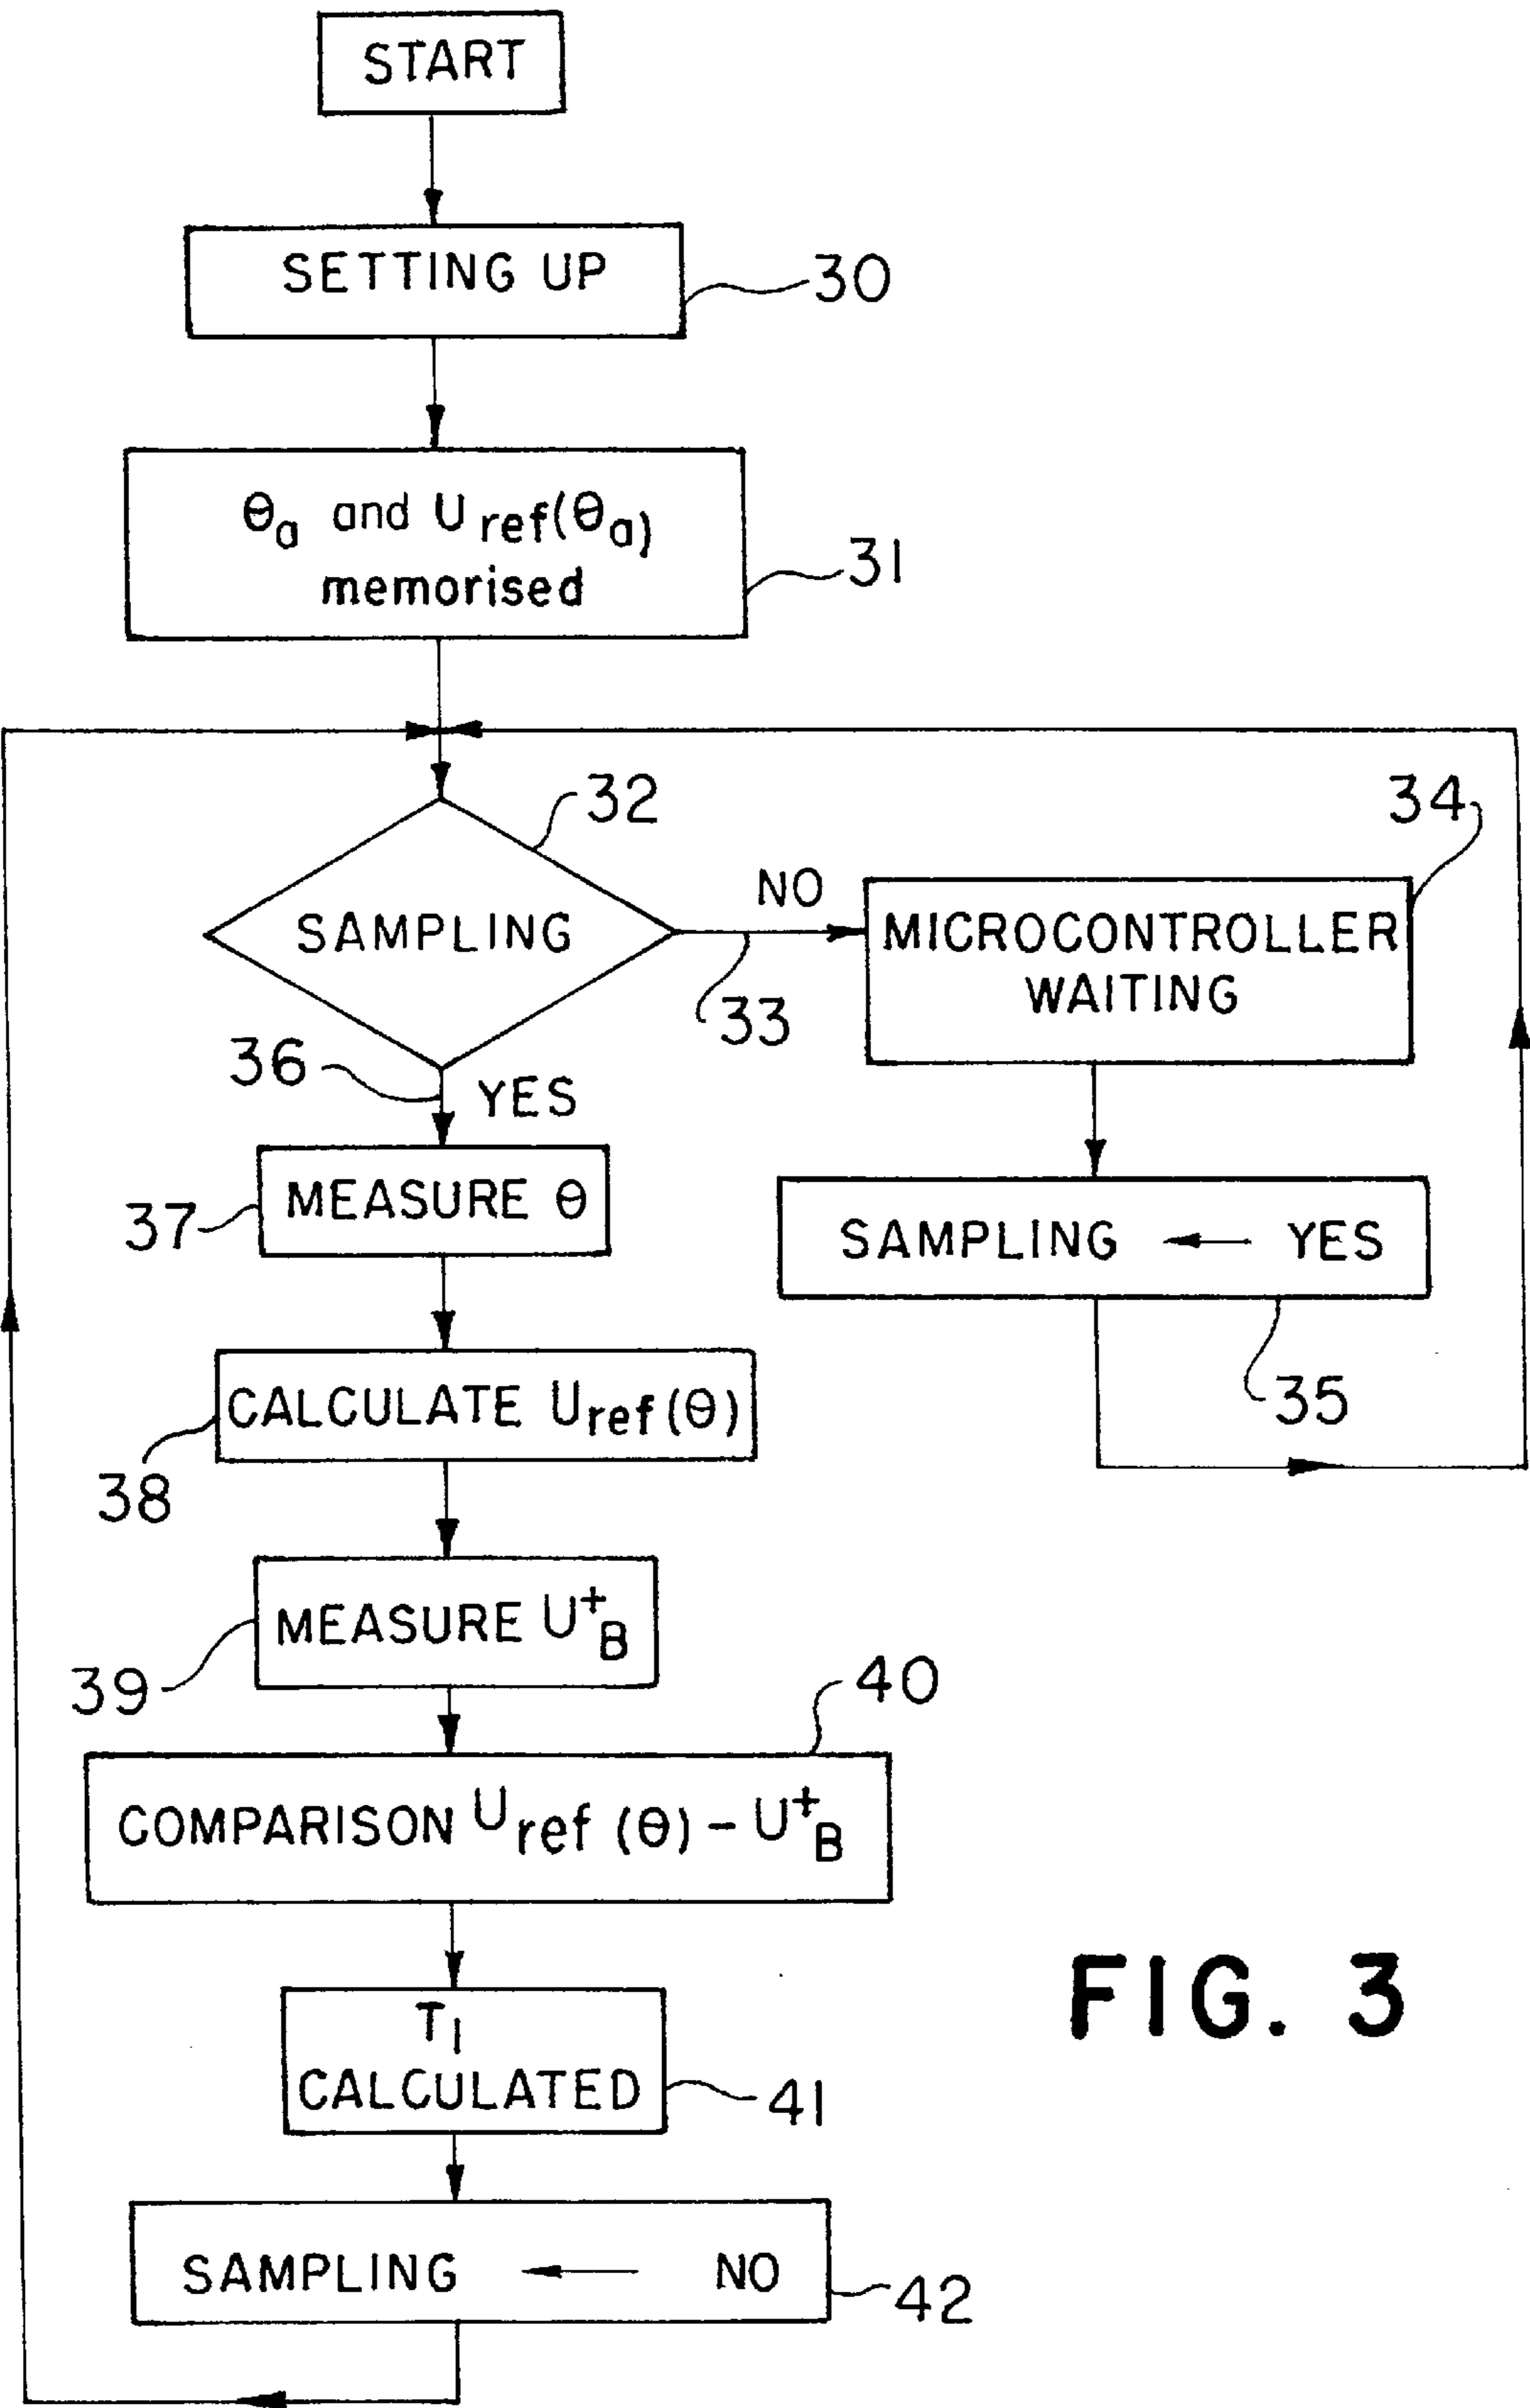 START
SETTING UP
30
θa and Uref(θa)
memorised
31
32
SAMPLING
NO
33
34
MICROCONTROLLER
WAITING
36
YES
37
MEASURE θ
SAMPLING ← YES
35
CALCULATE Uref(θ)
38
MEASURE U+B
39
40
COMPARISON Uref (θ) – U+B
T1
CALCULATED
41
SAMPLING ← NO
42
FIG. 3